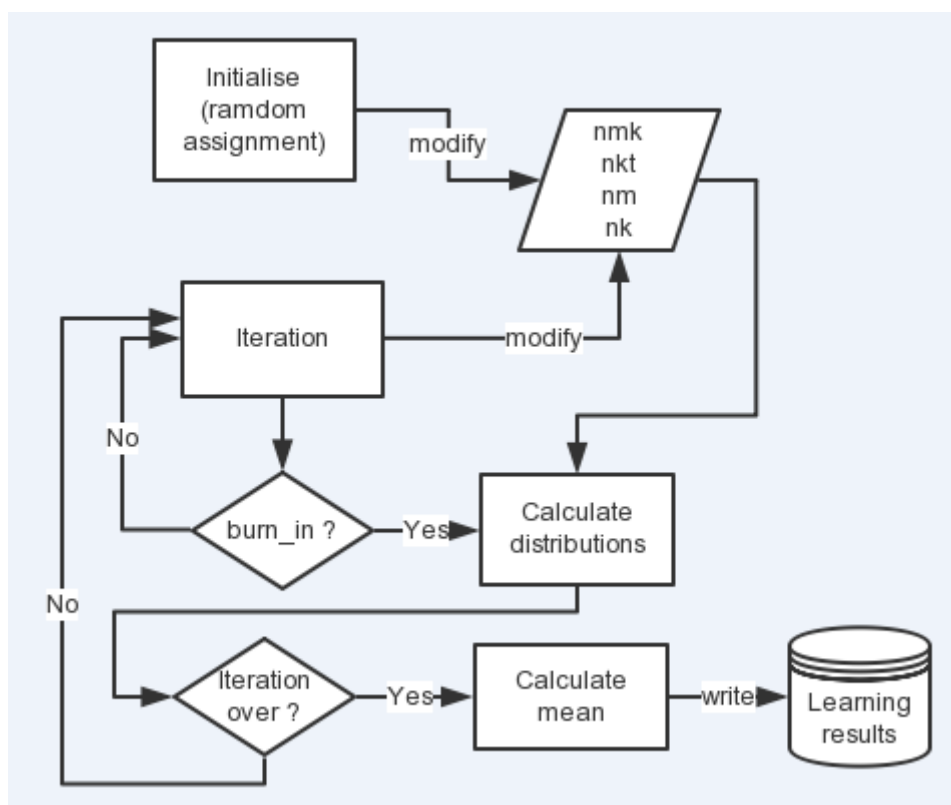 Initialise
(ramdom
assignment)
modify
nmk
nkt
nm
nk
Iteration
modify
No
burn_in ?
Yes
Calculate
distributions
No
Iteration
over ?
Yes
Calculate
mean
write
Learning
results